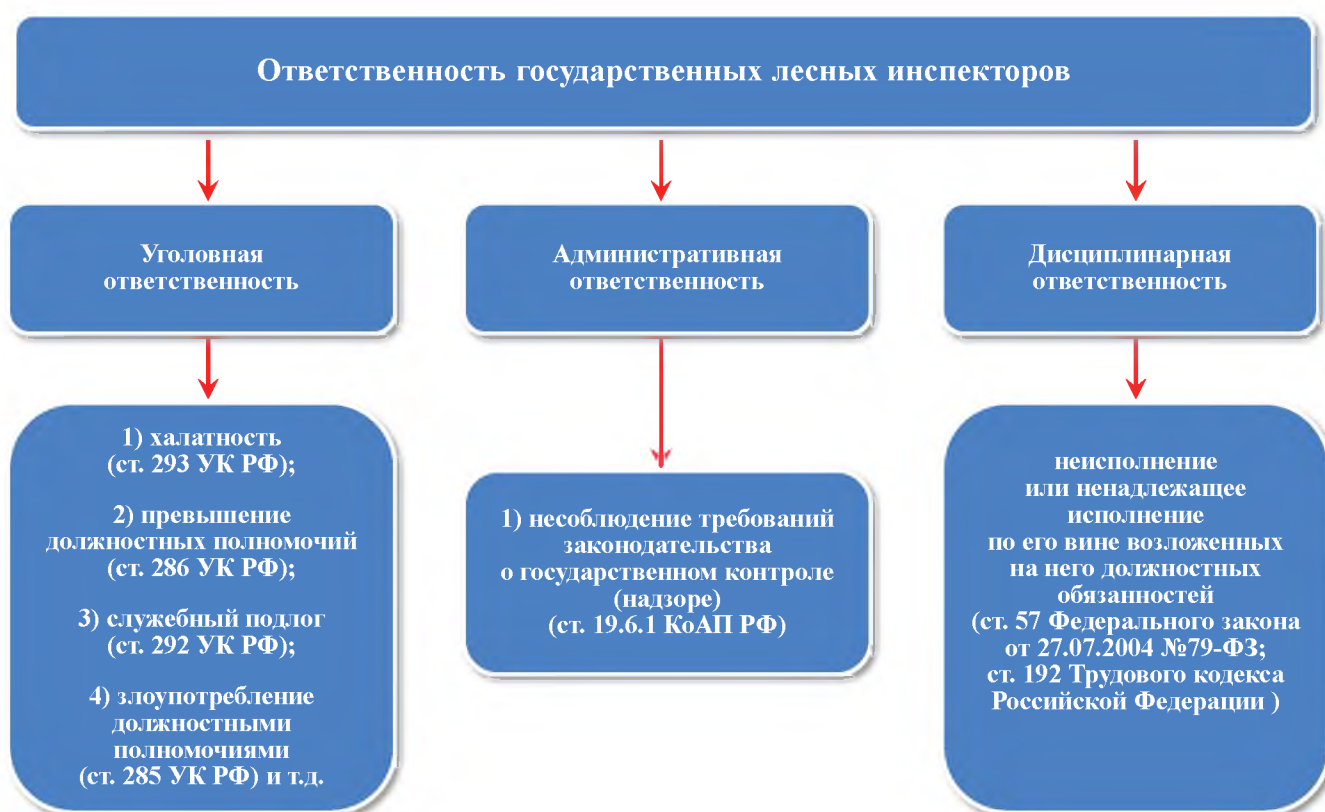 Ответственность государственных лесных инспекторов
Уголовная
ответственность
Административная
ответственность
Дисциплинарная
ответственность
1) халатность
(ст. 293 УК РФ);
2) превышение
должностных полномочий
(ст. 286 УК РФ);
3) служебный подлог
(ст. 292 УК РФ);
4) злоупотребление
должностными
полномочиями
(ст. 285 УК РФ) и т.д.
1) несоблюдение требований
законодательства
о государственном контроле
(надзоре)
(ст. 19.6.1 КоАП РФ)
неисполнение
или ненадлежащее
исполнение
по его вине возложенных
на него должностных
обязанностей
(ст. 57 Федерального закона
от 27.07.2004 №79-ФЗ;
ст. 192 Трудового кодекса
Российской Федерации )